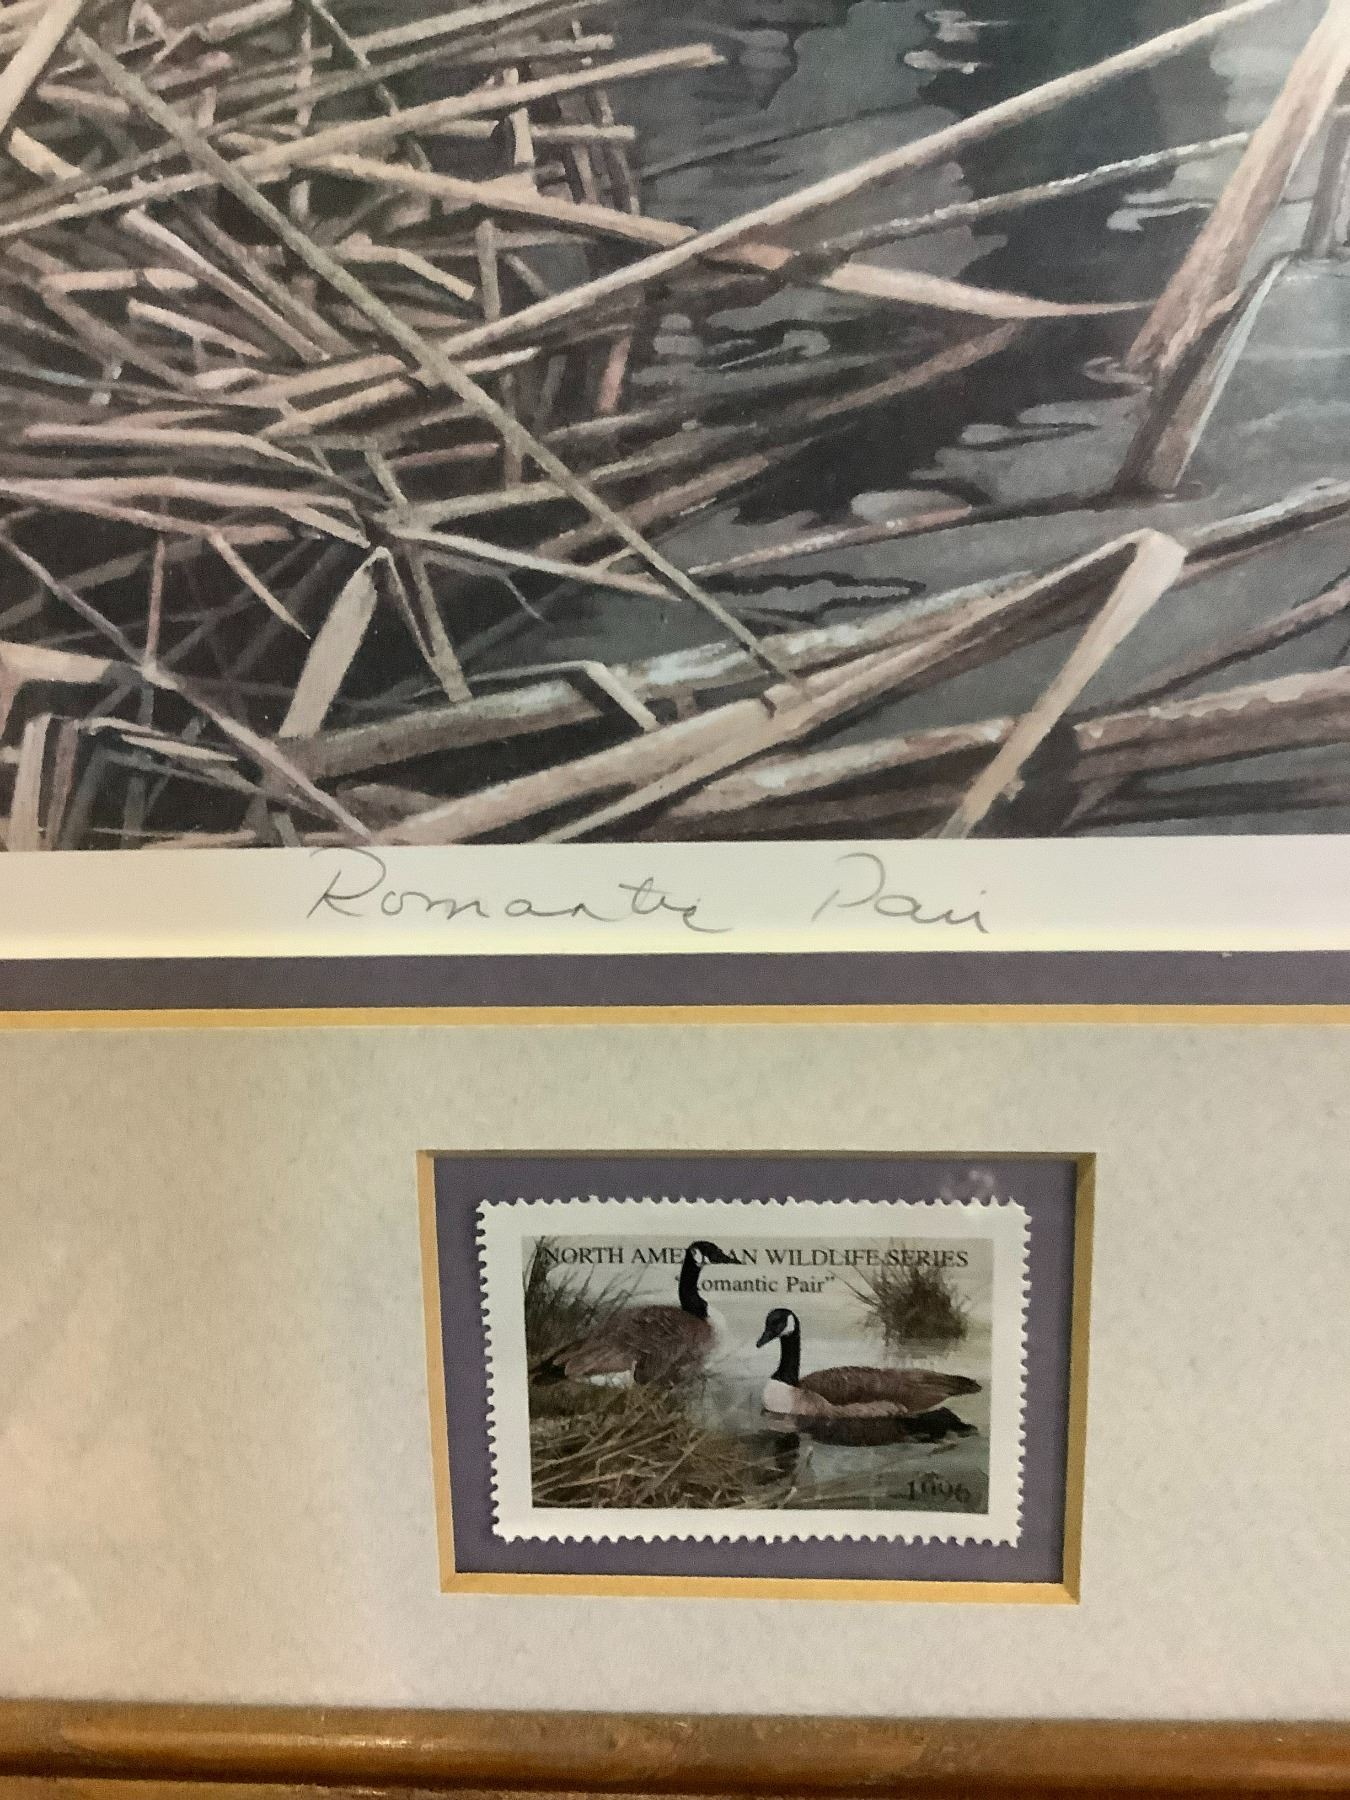 Romantic Pair
NORTH AMERICAN WILDLIFE SERIES
"Romantic Pair"
1996